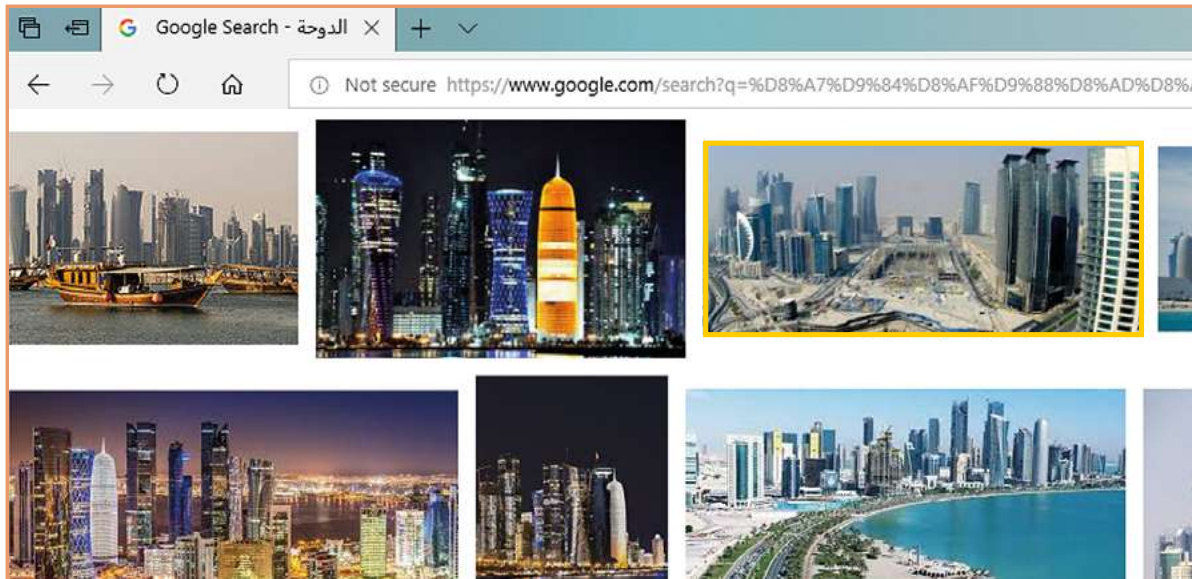 Google Search - الدوحة
Not secure https://www.google.com/search?q=%D8%A7%D9%84%D8%AF%D9%88%D8%AD%D8%